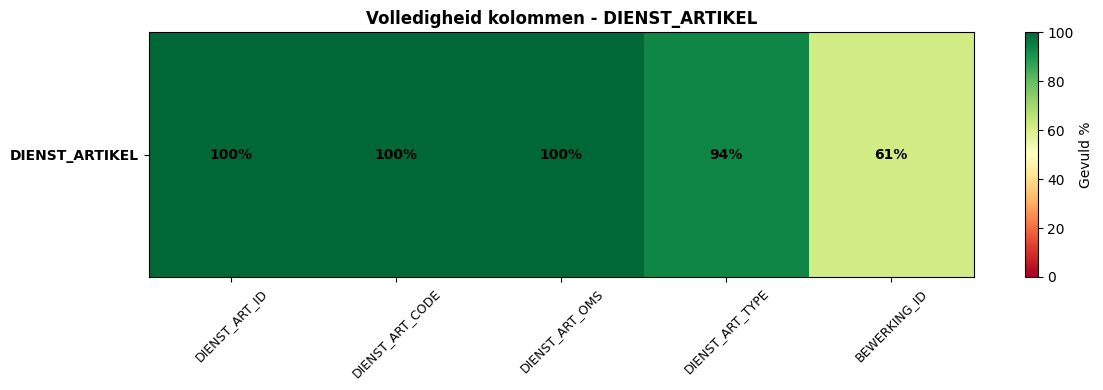 Volledigheid kolommen - DIENST_ARTIKEL
DIENST_ARTIKEL
100%
100%
100%
94%
61%
DIENST_ART_ID
DIENST_ART_CODE
DIENST_ART_OMS
DIENST_ART_TYPE
BEWERKING_ID
100
80
60
40
20
0
Gevuld %